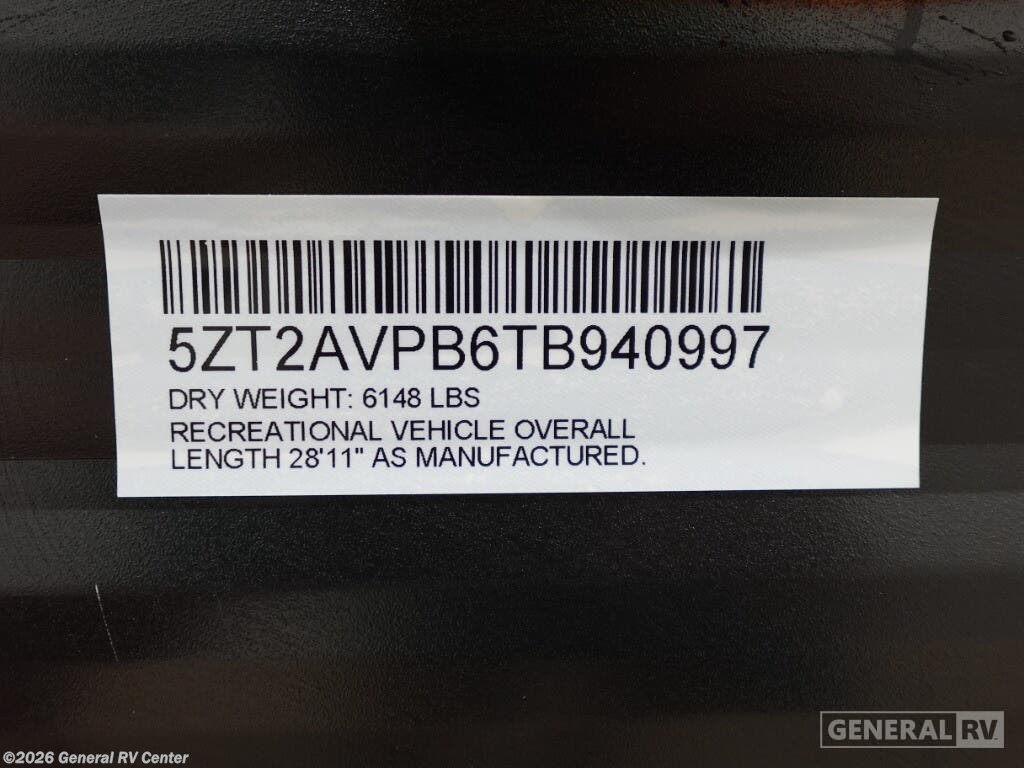 5ZT2AVPB6TB940997
DRY WEIGHT: 6148 LBS
RECREATIONAL VEHICLE OVERALL
LENGTH 28'11" AS MANUFACTURED.
GENERAL RV
©2026 General RV Center